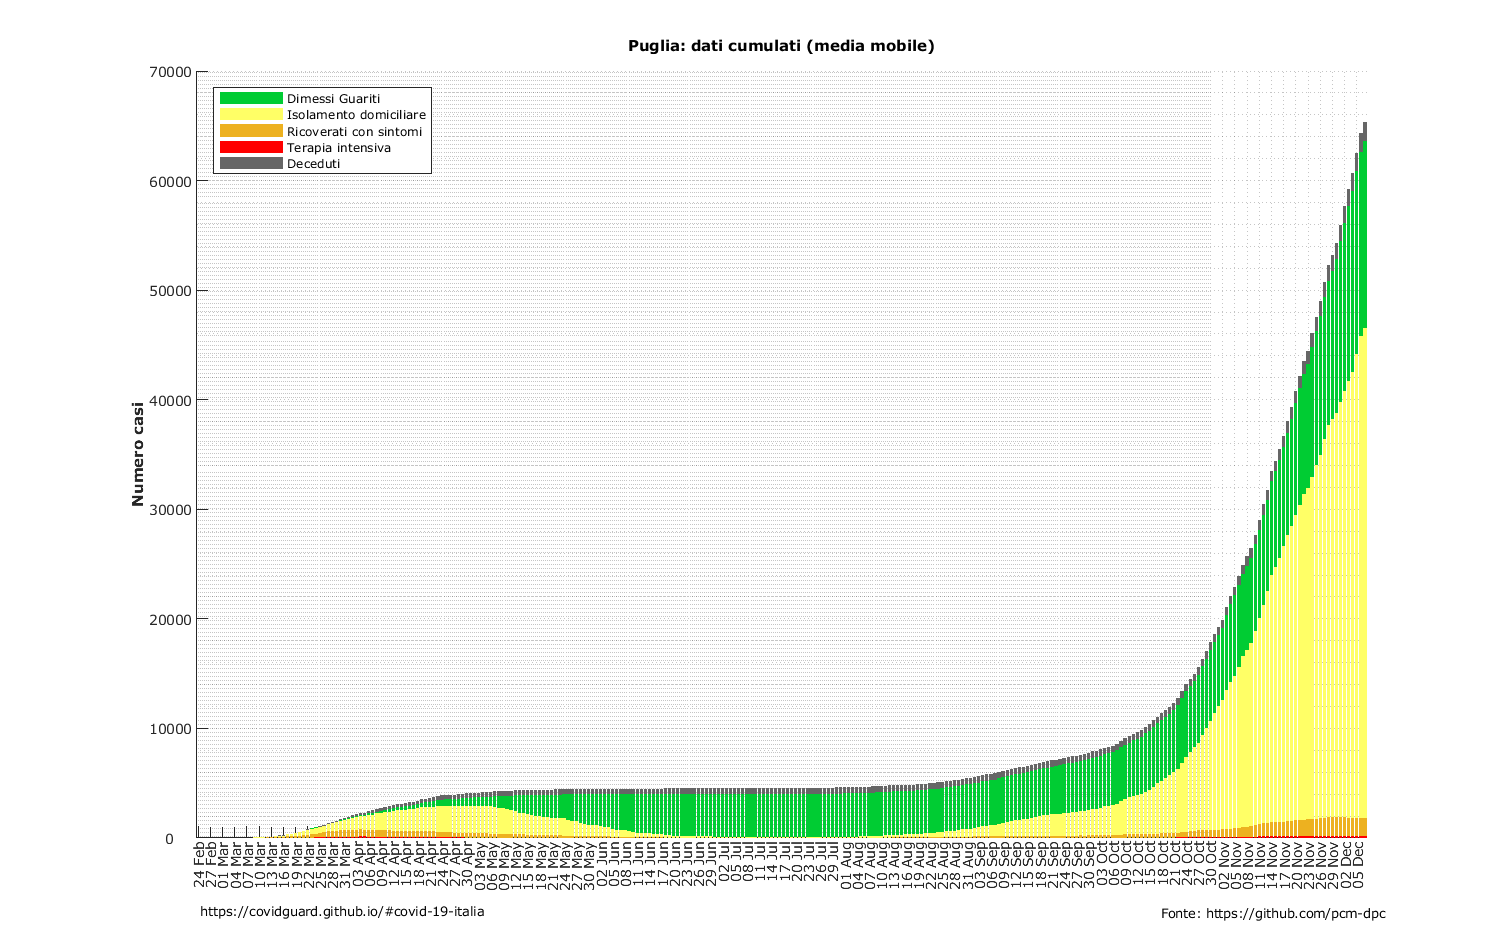 Puglia: dati cumulati (media mobile)
70000
60000
50000
40000
30000
20000
10000
0
Numero casi
Dimessi Guariti
Isolamento domiciliare
Ricoverati con sintomi
Terapia intensiva
Deceduti
24 Feb
27 Feb
01 Mar
04 Mar
07 Mar
10 Mar
13 Mar
16 Mar
19 Mar
22 Mar
25 Mar
28 Mar
31 Mar
03 Apr
06 Apr
09 Apr
12 Apr
15 Apr
18 Apr
21 Apr
24 Apr
27 Apr
30 Apr
03 May
06 May
09 May
12 May
15 May
18 May
21 May
24 May
27 May
30 May
02 Jun
05 Jun
08 Jun
11 Jun
14 Jun
17 Jun
20 Jun
23 Jun
26 Jun
29 Jun
02 Jul
05 Jul
08 Jul
11 Jul
14 Jul
17 Jul
20 Jul
23 Jul
26 Jul
29 Jul
01 Aug
04 Aug
07 Aug
10 Aug
13 Aug
16 Aug
19 Aug
22 Aug
25 Aug
28 Aug
31 Aug
03 Sep
06 Sep
09 Sep
12 Sep
15 Sep
18 Sep
21 Sep
24 Sep
27 Sep
30 Sep
03 Oct
06 Oct
09 Oct
12 Oct
15 Oct
18 Oct
21 Oct
24 Oct
27 Oct
30 Oct
02 Nov
05 Nov
08 Nov
11 Nov
14 Nov
17 Nov
20 Nov
23 Nov
26 Nov
29 Nov
02 Dec
05 Dec
https://covidguard.github.io/#covid-19-italia
Fonte: https://github.com/pcm-dpc